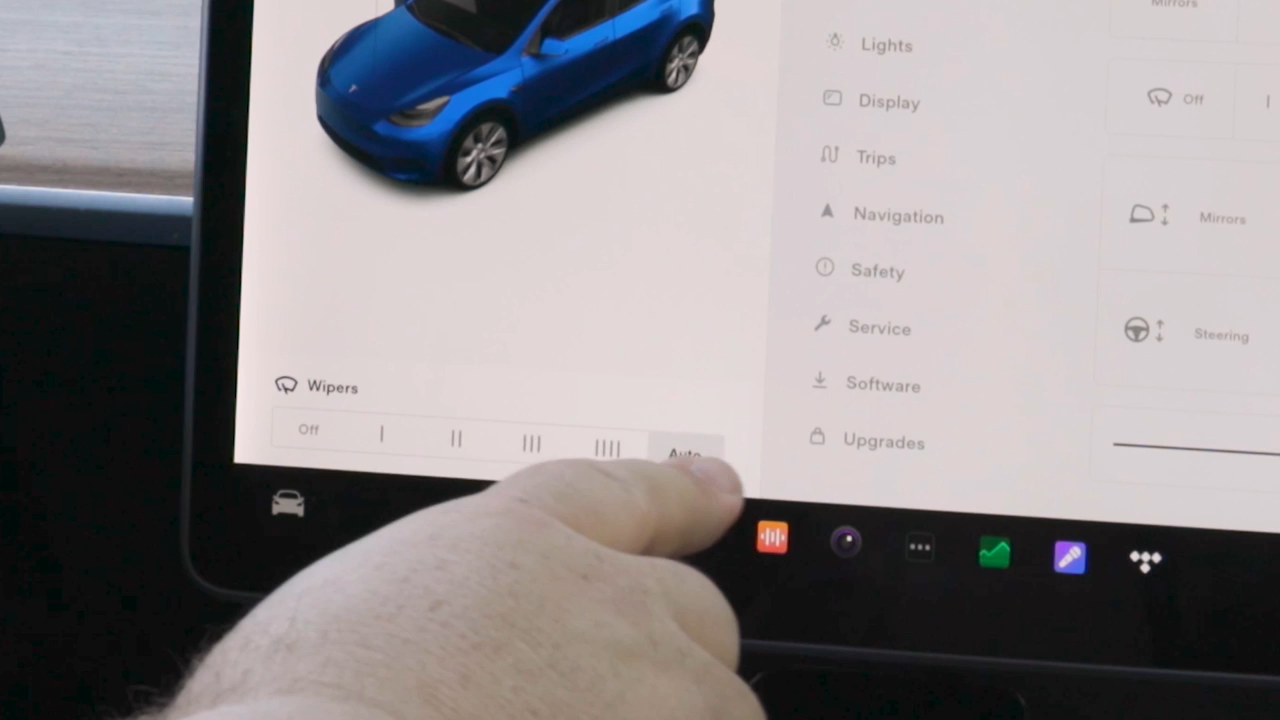 Mirrors
Lights
Display
Off
Trips
Navigation
Mirrors
Safety
Service
Steering
Wipers
Software
Off
Auto
Upgrades